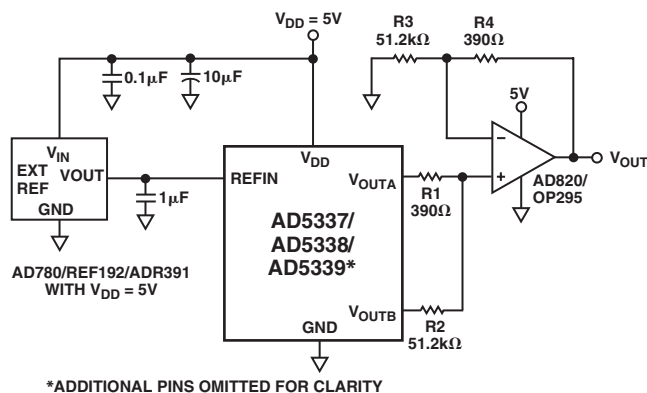 V_DD = 5V
0.1µF
10µF
R3
51.2kΩ
R4
390Ω
5V
V_IN
EXT
REF
VOUT
GND
1µF
REFIN
V_DD
V_OUTA
R1
390Ω
−
+
V_OUT
AD820/
OP295
AD5337/
AD5338/
AD5339*
AD780/REF192/ADR391
WITH V_DD = 5V
V_OUTB
R2
51.2kΩ
GND
*ADDITIONAL PINS OMITTED FOR CLARITY